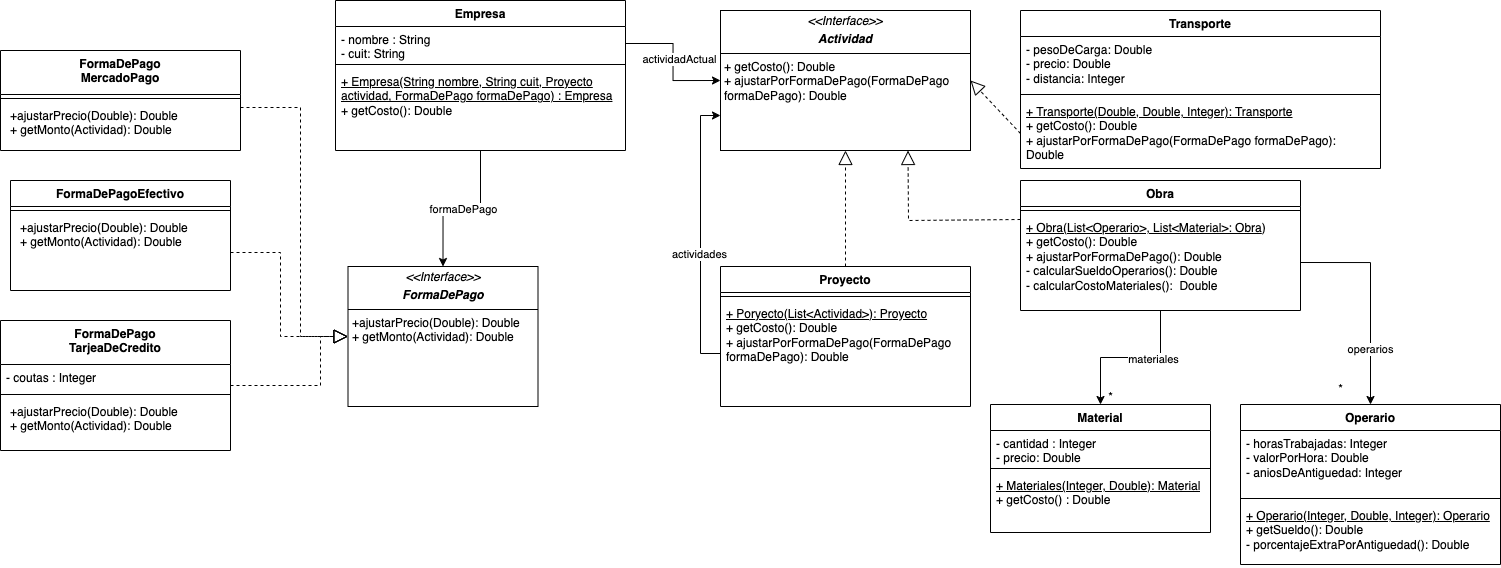 FormaDePago
MercadoPago
+ajustarPrecio(Double): Double
+ getMonto(Actividad): Double
FormaDePagoEfectivo
+ajustarPrecio(Double): Double
+ getMonto(Actividad): Double
FormaDePago
TarjeaDeCredito
- coutas : Integer
+ajustarPrecio(Double): Double
+ getMonto(Actividad): Double
Empresa
- nombre : String
- cuit: String
+ Empresa(String nombre, String cuit, Proyecto
actividad, FormaDePago formaDePago) : Empresa
+ getCosto(): Double
formaDePago
<<Interface>>
FormaDePago
+ajustarPrecio(Double): Double
+ getMonto(Actividad): Double
actividadActual
<<Interface>>
Actividad
+ getCosto(): Double
+ ajustarPorFormaDePago(FormaDePago
formaDePago): Double
actividades
Proyecto
+ Poryecto(List<Actividad>): Proyecto
+ getCosto(): Double
+ ajustarPorFormaDePago(FormaDePago
formaDePago): Double
Transporte
- pesoDeCarga: Double
- precio: Double
- distancia: Integer
+ Transporte(Double, Double, Integer): Transporte
+ getCosto(): Double
+ ajustarPorFormaDePago(FormaDePago formaDePago):
Double
Obra
+ Obra(List<Operario>, List<Material>: Obra)
+ getCosto(): Double
+ ajustarPorFormaDePago(): Double
- calcularSueldoOperarios(): Double
- calcularCostoMateriales(): Double
materiales
*
operarios
*
Material
- cantidad : Integer
- precio: Double
+ Materiales(Integer, Double): Material
+ getCosto() : Double
Operario
- horasTrabajadas: Integer
- valorPorHora: Double
- aniosDeAntiguedad: Integer
+ Operario(Integer, Double, Integer): Operario
+ getSueldo(): Double
- porcentajeExtraPorAntiguedad(): Double